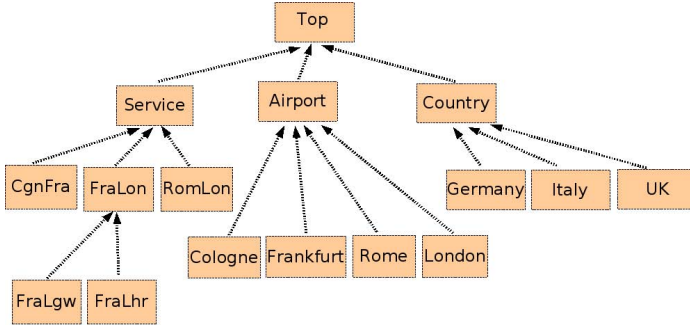 Top
Service
Airport
Country
CgnFra
FraLon
RomLon
Germany
Italy
UK
Cologne
Frankfurt
Rome
London
FraLgw
FraLhr